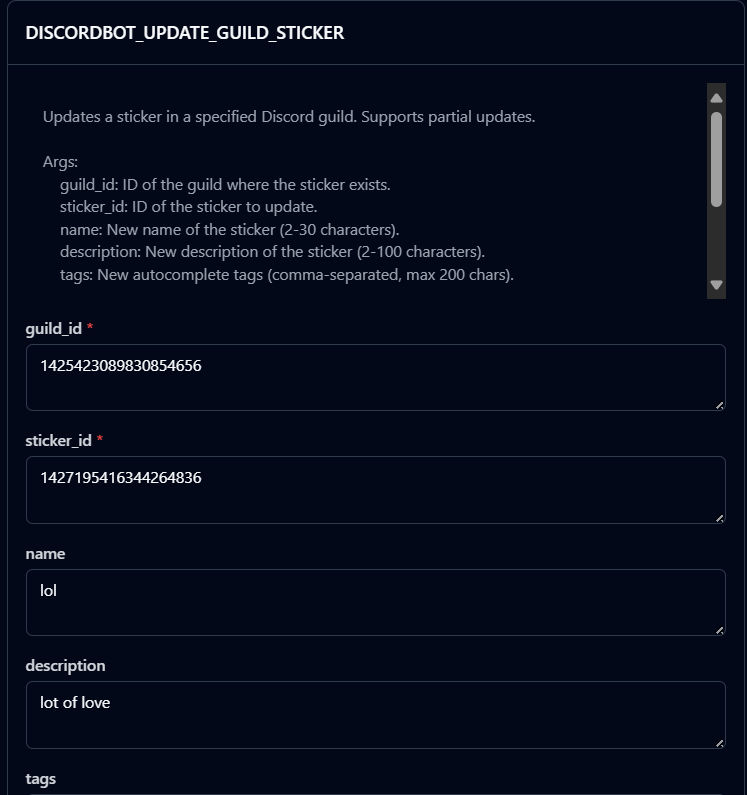 DISCORDBOT_UPDATE_GUILD_STICKER
Updates a sticker in a specified Discord guild. Supports partial updates.
Args:
guild_id: ID of the guild where the sticker exists.
sticker_id: ID of the sticker to update.
name: New name of the sticker (2-30 characters).
description: New description of the sticker (2-100 characters).
tags: New autocomplete tags (comma-separated, max 200 chars).
guild_id *
1425423089830854656
sticker_id *
1427195416344264836
name
lol
description
lot of love
tags